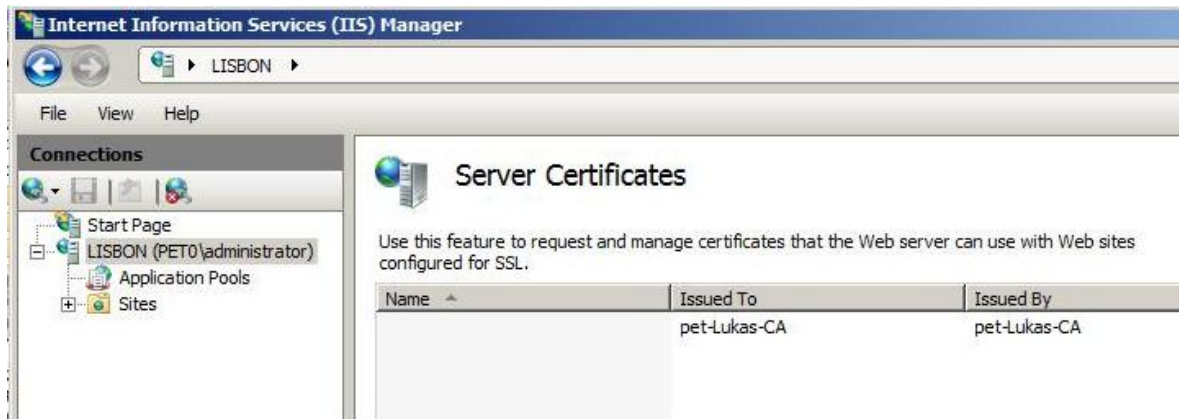 Internet Information Services (IIS) Manager
LISBON
File View Help
Connections
Start Page
LISBON (PET0\administrator)
Application Pools
Sites
Server Certificates
Use this feature to request and manage certificates that the Web server can use with Web sites
configured for SSL.
Name Issued To Issued By
pet-Lukas-CA pet-Lukas-CA